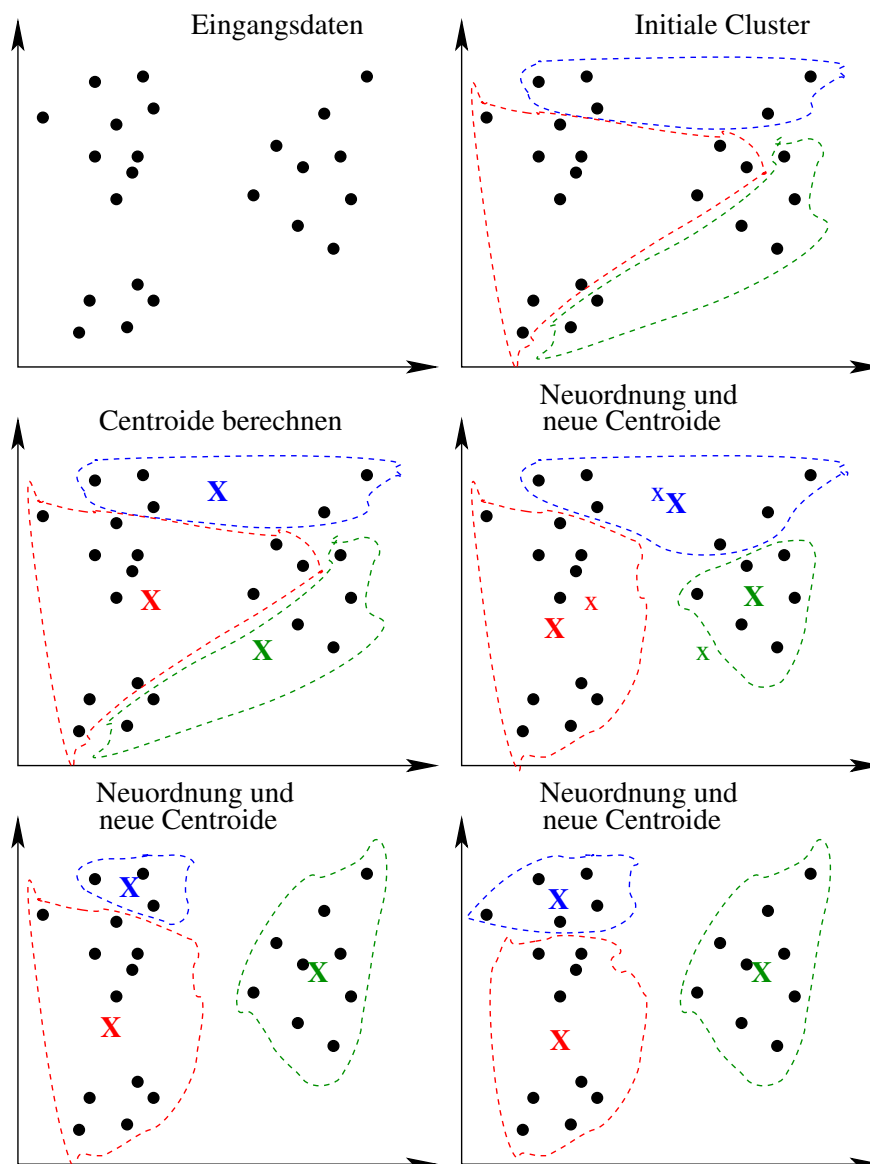 Eingangsdaten
Initiale Cluster
Centroide berechnen
X
X
X
Neuordnung und
neue Centroide
x X
X x
X
x
Neuordnung und
neue Centroide
X
X
X
Neuordnung und
neue Centroide
X
X
X